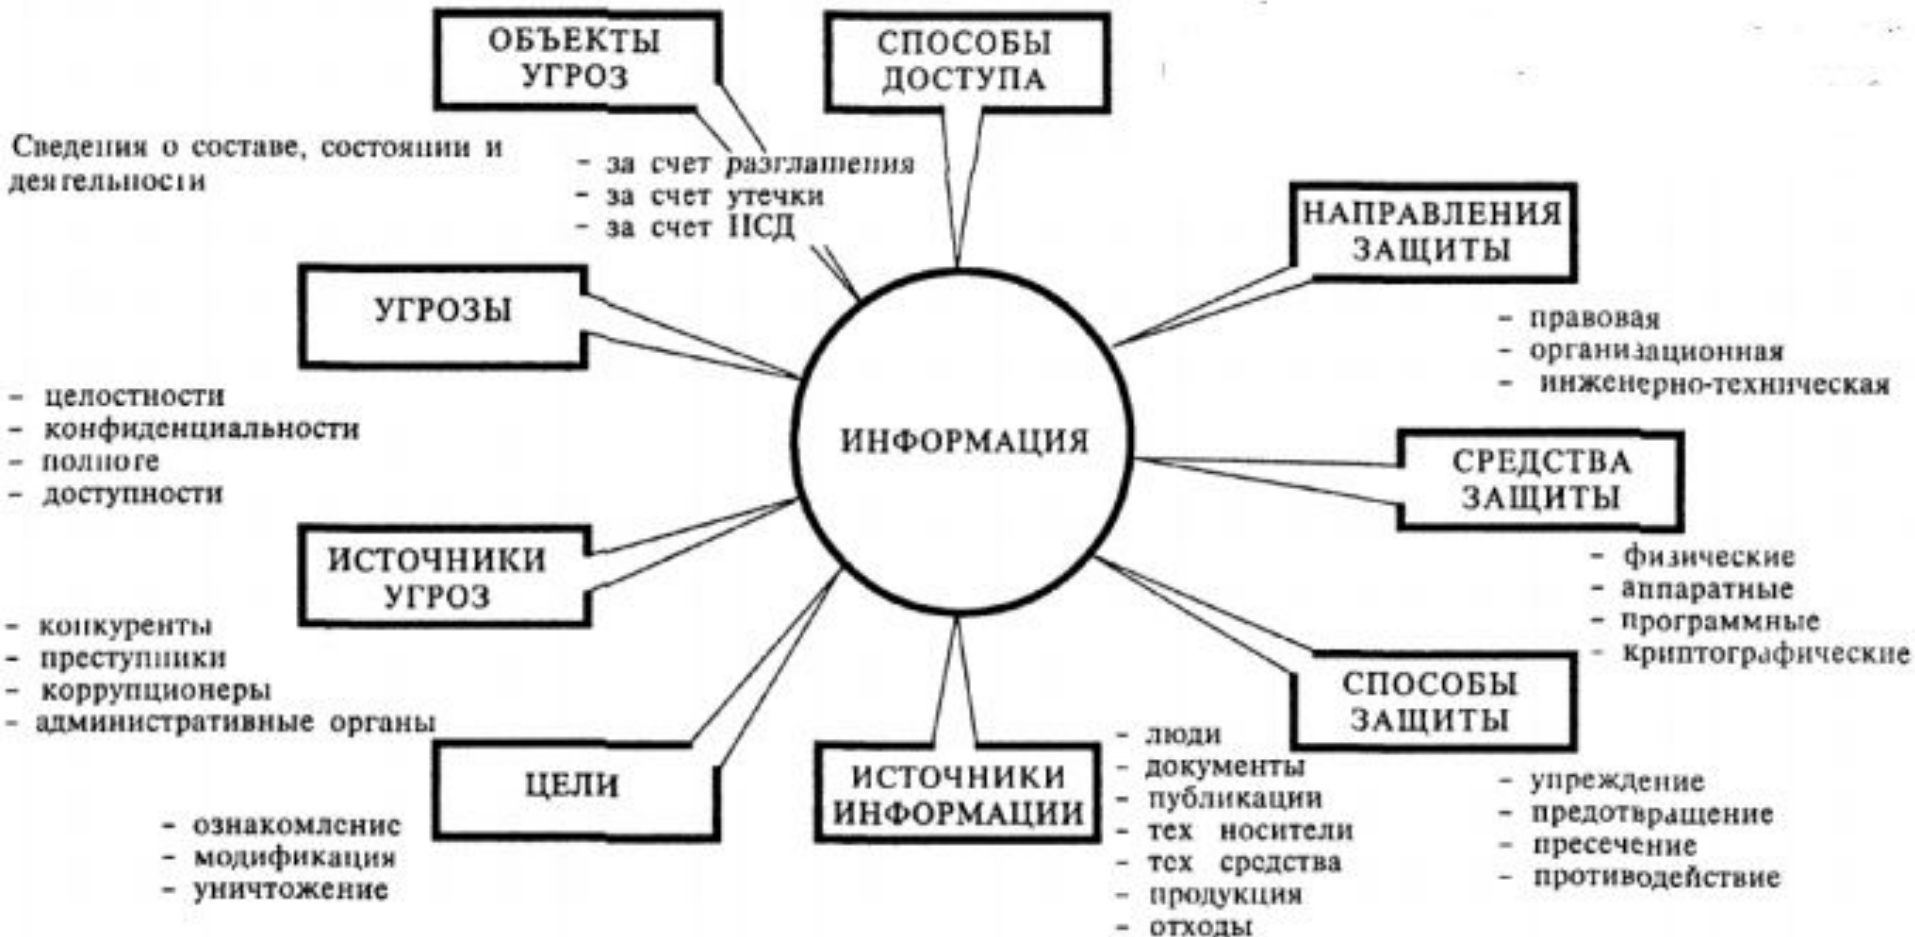 ОБЪЕКТЫ
УГРОЗ
СПОСОБЫ
ДОСТУПА
Сведения о составе, состоянии и
деятельности
- за счет разглашения
- за счет утечки
- за счет НСД
НАПРАВЛЕНИЯ
ЗАЩИТЫ
- правовая
- организационная
- инженерно-техническая
УГРОЗЫ
- целостности
- конфиденциальности
- полноте
- доступности
ИНФОРМАЦИЯ
СРЕДСТВА
ЗАЩИТЫ
- физические
- аппаратные
- программные
- криптографические
ИСТОЧНИКИ
УГРОЗ
- конкуренты
- преступники
- коррупционеры
- административные органы
СПОСОБЫ
ЗАЩИТЫ
- упреждение
- предотвращение
- пресечение
- противодействие
ЦЕЛИ
- ознакомление
- модификация
- уничтожение
ИСТОЧНИКИ
ИНФОРМАЦИИ
- люди
- документы
- публикации
- тех носители
- тех средства
- продукция
- отходы